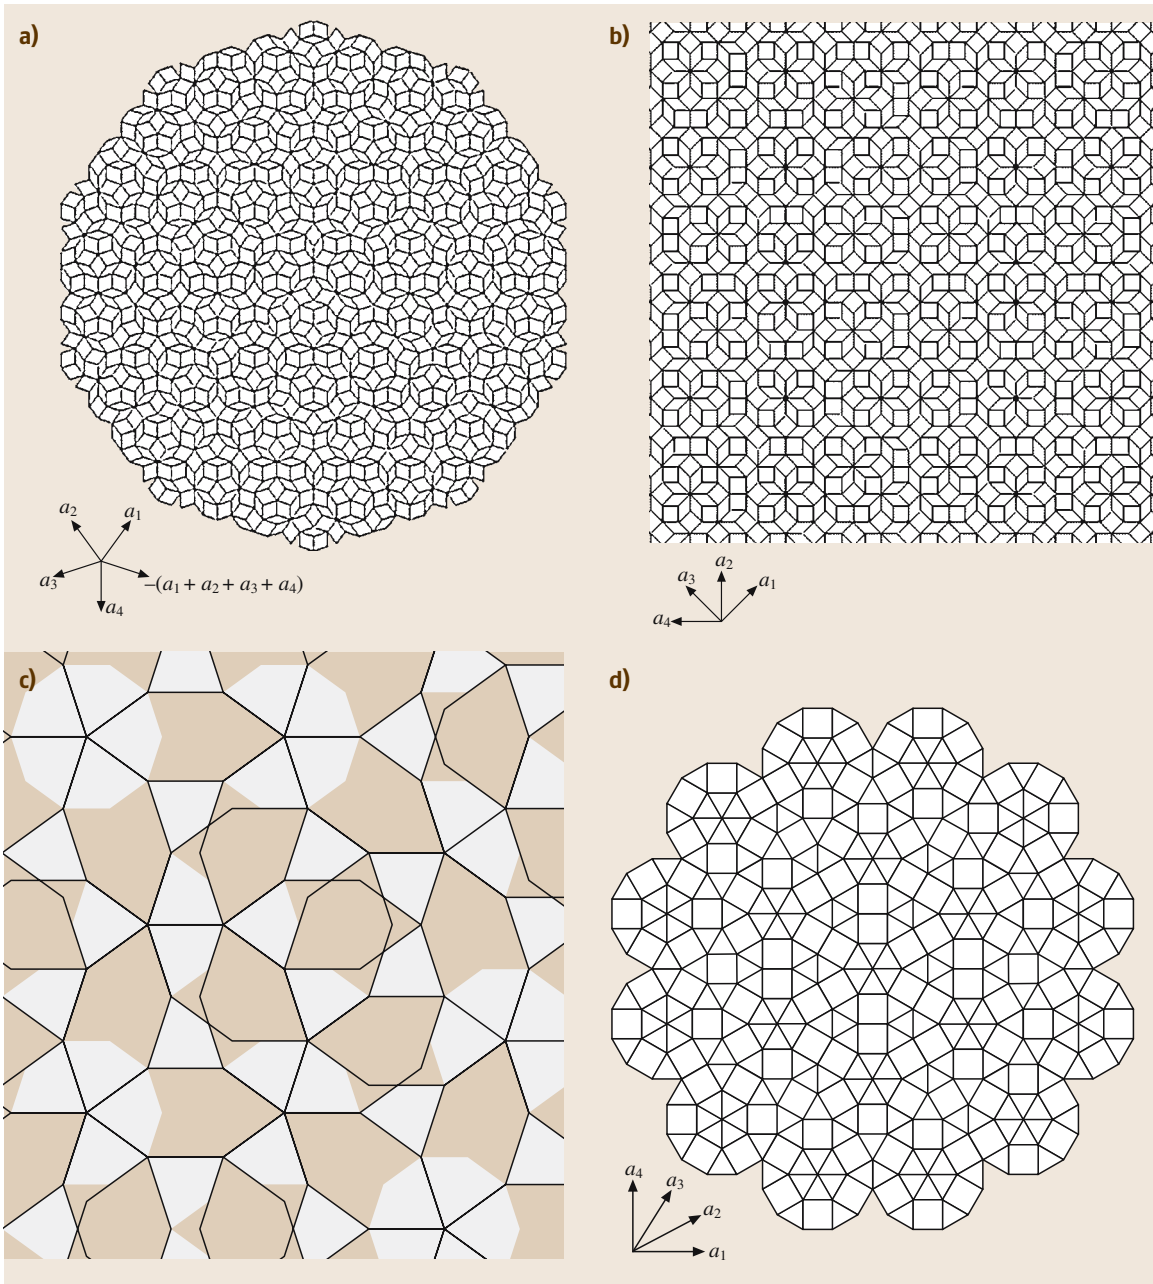 a)
b)
a₂
a₁
a₃
−(a₁ + a₂ + a₃ + a₄)
a₄
a₂
a₃
a₁
a₄
c)
d)
a₄
a₃
a₂
a₁